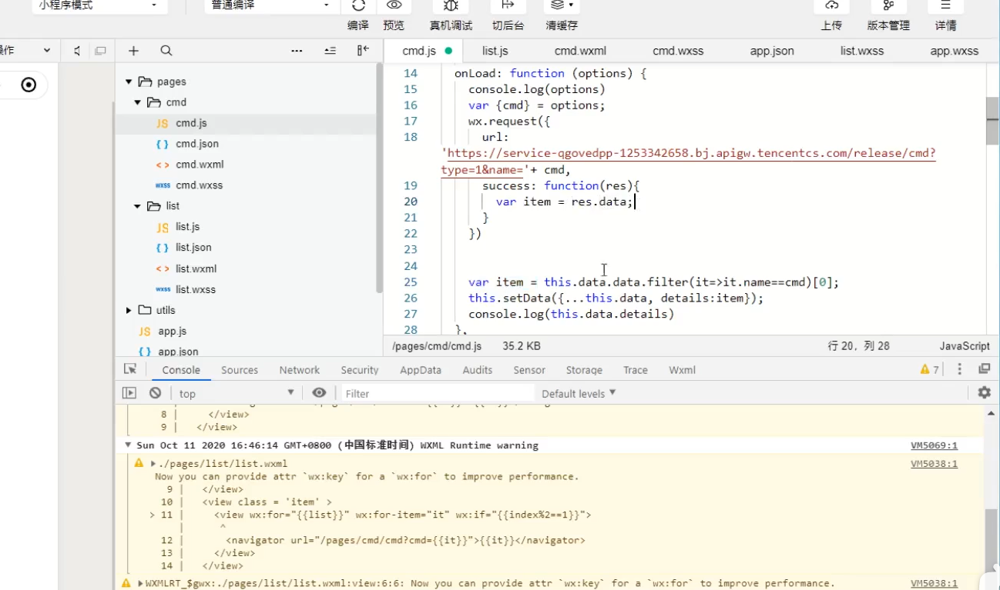 小程序模式
普通编译
编译 预览 真机调试 切后台 清缓存 上传 版本管理 详情
操作
cmd.js list.js cmd.wxml cmd.wxss app.json list.wxss app.wxss
pages
cmd
JS cmd.js
{ } cmd.json
< > cmd.wxml
wxss cmd.wxss
list
JS list.js
{ } list.json
< > list.wxml
wxss list.wxss
utils
JS app.js
{ } app.json
14 onLoad: function (options) {
15 console.log(options)
16 var {cmd} = options;
17 wx.request({
18 url:
'https://service-qgovedpp-1253342658.bj.apigw.tencentcs.com/release/cmd?
type=1&name='+ cmd,
19 success: function(res){
20 var item = res.data;
21 }
22 })
23
24
25 var item = this.data.data.filter(it=>it.name==cmd)[0];
26 this.setData({...this.data, details:item});
27 console.log(this.data.details)
28 },
/pages/cmd/cmd.js 35.2 KB 行 20，列 28 JavaScript
Console Sources Network Security AppData Audits Sensor Storage Trace Wxml 7
top Filter Default levels
8 | </view>
9 | </view>
Sun Oct 11 2020 16:46:14 GMT+0800 (中国标准时间) WXML Runtime warning VM5069:1
./pages/list/list.wxml VM5038:1
Now you can provide attr `wx:key` for a `wx:for` to improve performance.
9 | </view>
10 | <view class = 'item' >
> 11 | <view wx:for="{{list}}" wx:for-item="it" wx:if="{{index%2==1}}">
| ^
12 | <navigator url="/pages/cmd/cmd?cmd={{it}}">{{it}}</navigator>
13 | </view>
14 | </view>
WXMLRT_$gwx:./pages/list/list.wxml:view:6:6: Now you can provide attr `wx:key` for a `wx:for` to improve performance. VM5038:1